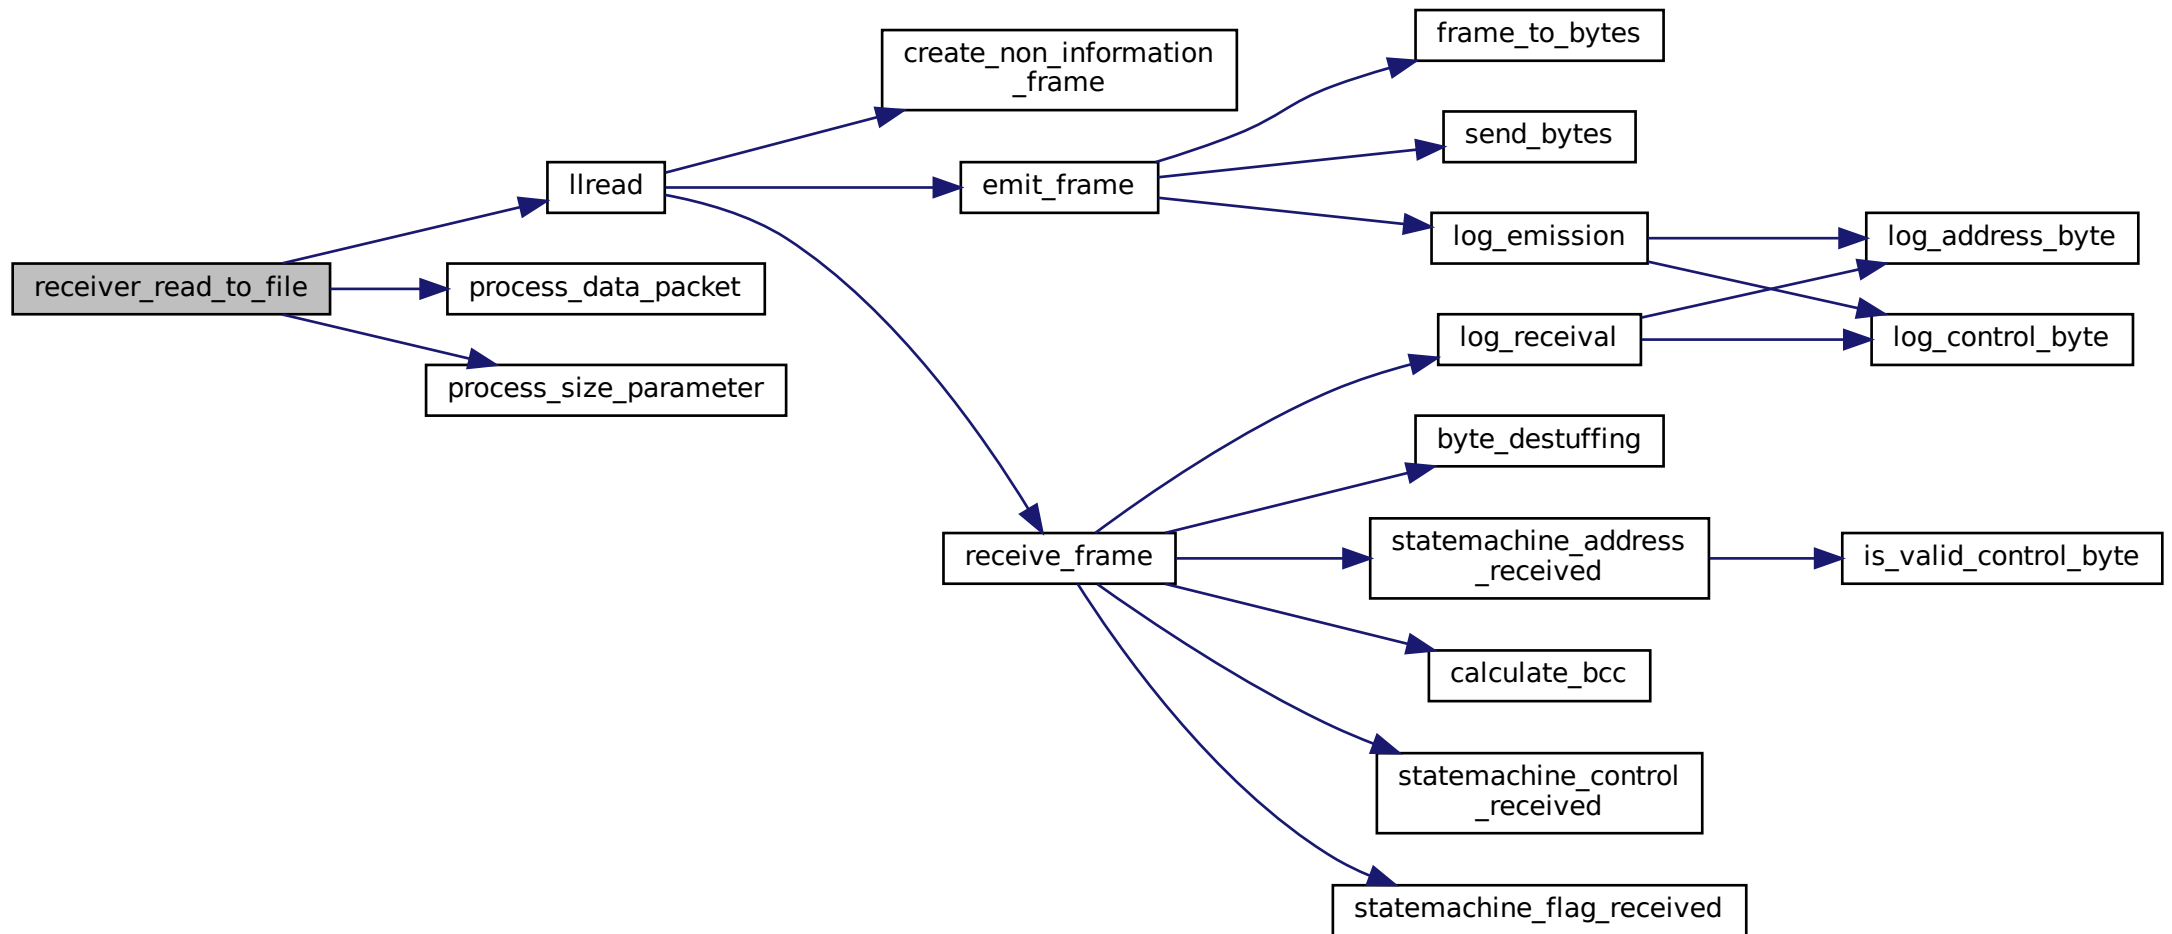 receiver_read_to_file
llread
process_data_packet
process_size_parameter
create_non_information
_frame
emit_frame
receive_frame
frame_to_bytes
send_bytes
log_emission
log_receival
byte_destuffing
statemachine_address
_received
calculate_bcc
statemachine_control
_received
statemachine_flag_received
log_address_byte
log_control_byte
is_valid_control_byte